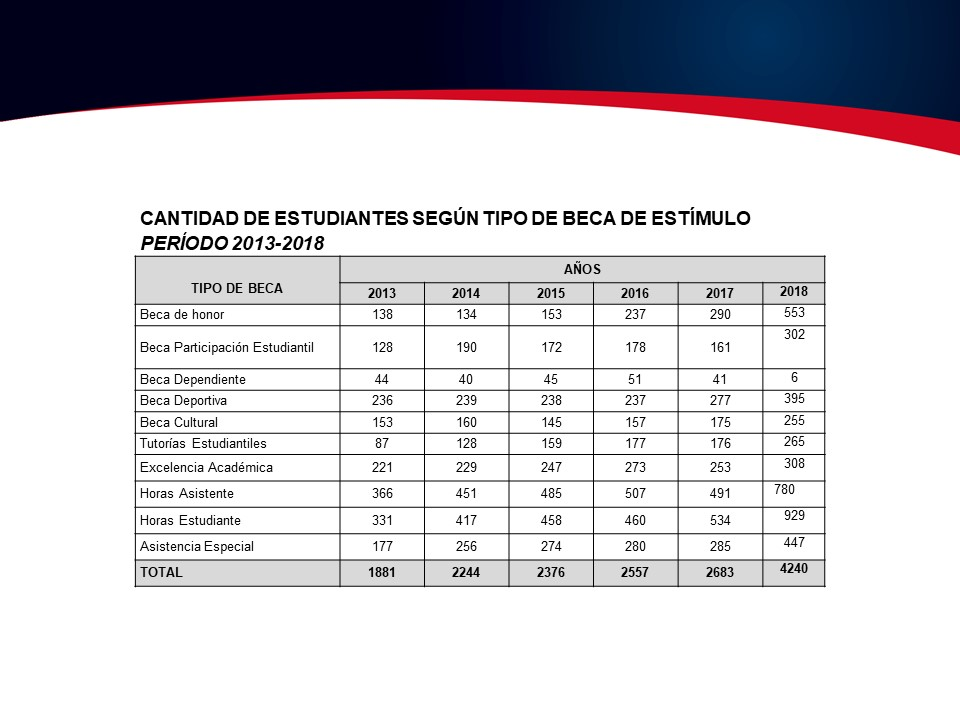 CANTIDAD DE ESTUDIANTES SEGÚN TIPO DE BECA DE ESTÍMULO
PERÍODO 2013-2018
TIPO DE BECA AÑOS
2013 2014 2015 2016 2017 2018
Beca de honor 138 134 153 237 290 553
Beca Participación Estudiantil 128 190 172 178 161 302
Beca Dependiente 44 40 45 51 41 6
Beca Deportiva 236 239 238 237 277 395
Beca Cultural 153 160 145 157 175 255
Tutorías Estudiantiles 87 128 159 177 176 265
Excelencia Académica 221 229 247 273 253 308
Horas Asistente 366 451 485 507 491 780
Horas Estudiante 331 417 458 460 534 929
Asistencia Especial 177 256 274 280 285 447
TOTAL 1881 2244 2376 2557 2683 4240